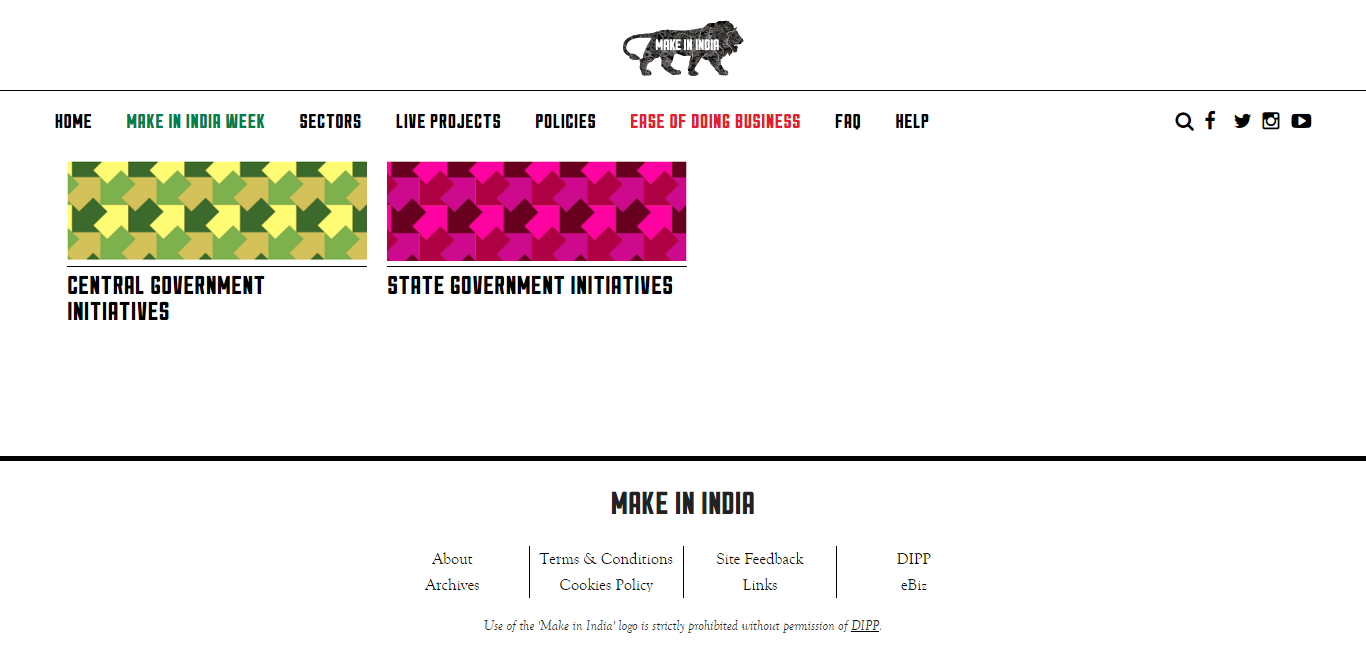 MAKE IN INDIA
HOME MAKE IN INDIA WEEK SECTORS LIVE PROJECTS POLICIES EASE OF DOING BUSINESS FAQ HELP
CENTRAL GOVERNMENT
INITIATIVES
STATE GOVERNMENT INITIATIVES
MAKE IN INDIA
About Terms & Conditions Site Feedback DIPP
Archives Cookies Policy Links eBiz
Use of the 'Make in India' logo is strictly prohibited without permission of DIPP.